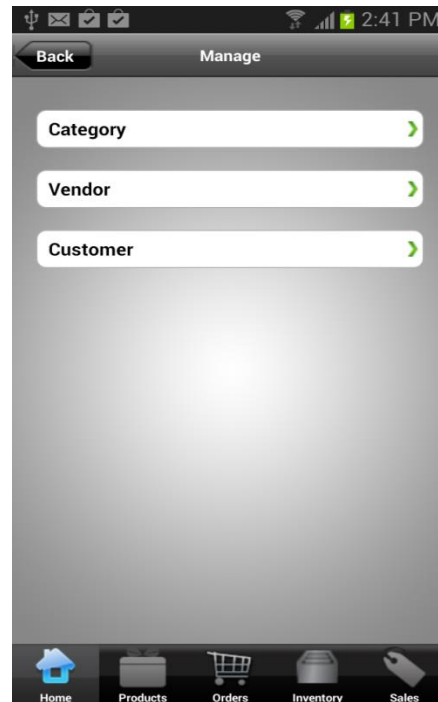 2:41 PM
Back Manage
Category
Vendor
Customer
Home Products Orders Inventory Sales